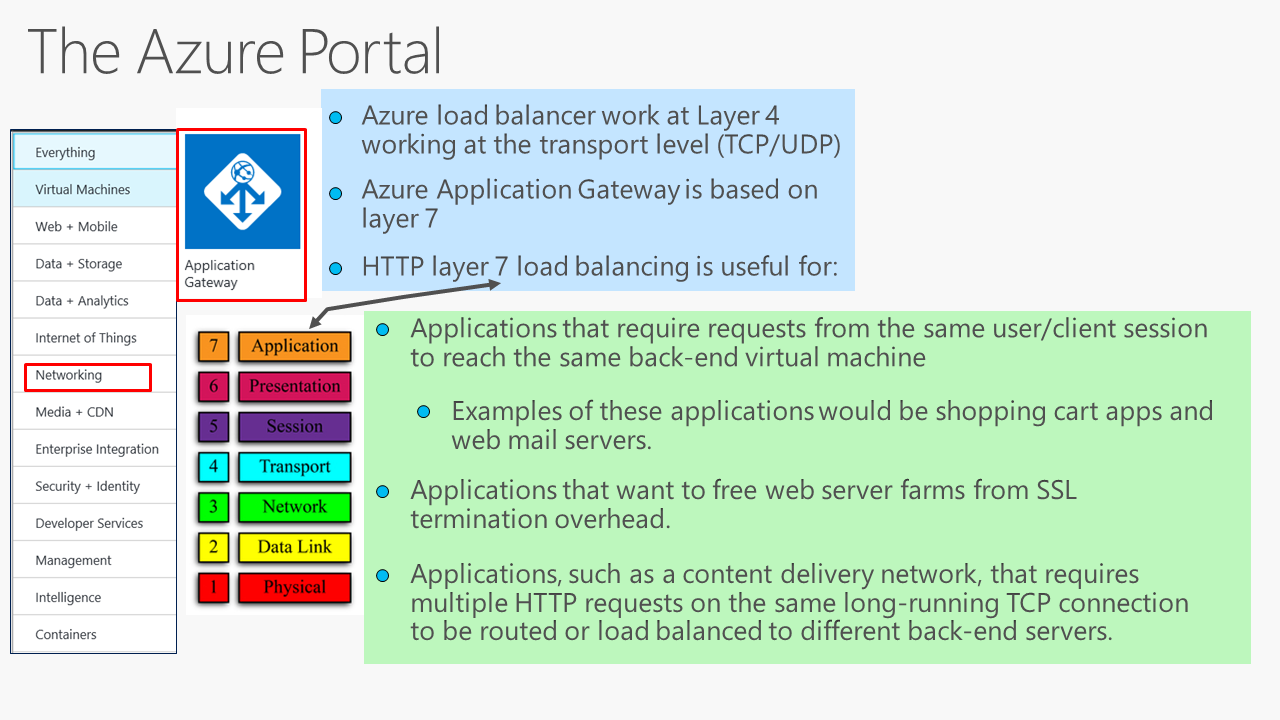 The Azure Portal
Everything
Virtual Machines
Web + Mobile
Data + Storage
Data + Analytics
Internet of Things
Networking
Media + CDN
Enterprise Integration
Security + Identity
Developer Services
Management
Intelligence
Containers
Application
Gateway
Azure load balancer work at Layer 4
working at the transport level (TCP/UDP)
Azure Application Gateway is based on
layer 7
HTTP layer 7 load balancing is useful for:
7 Application
6 Presentation
5 Session
4 Transport
3 Network
2 Data Link
1 Physical
Applications that require requests from the same user/client session
to reach the same back-end virtual machine
Examples of these applications would be shopping cart apps and
web mail servers.
Applications that want to free web server farms from SSL
termination overhead.
Applications, such as a content delivery network, that requires
multiple HTTP requests on the same long-running TCP connection
to be routed or load balanced to different back-end servers.